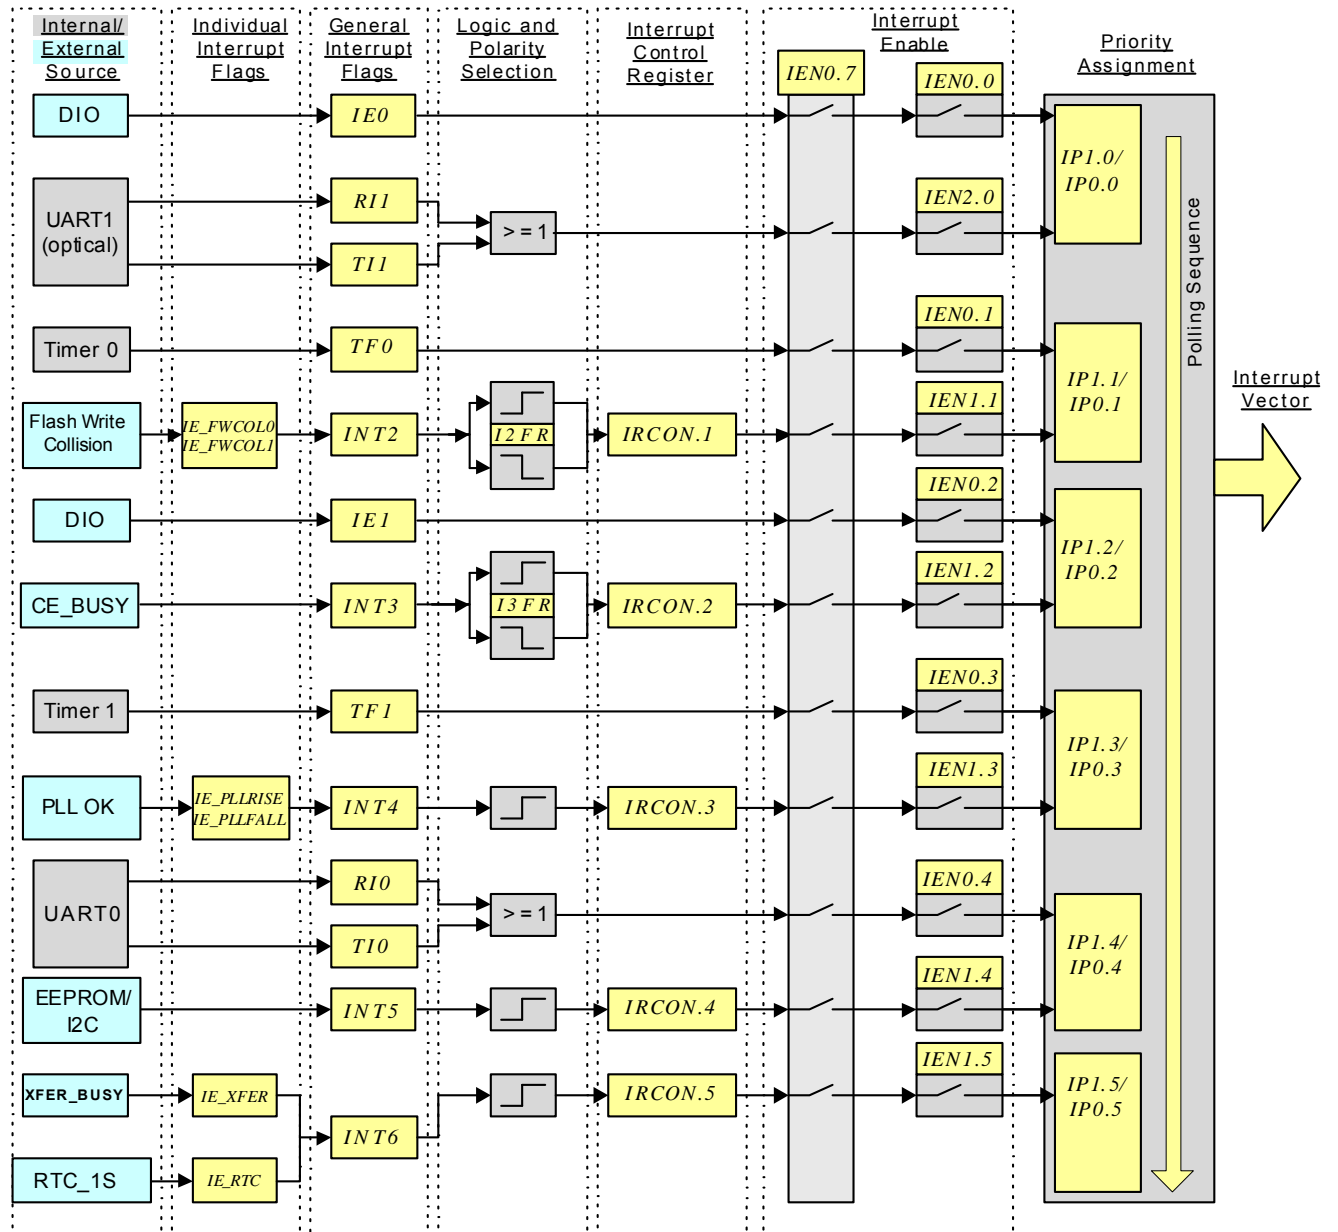 Internal/
External
Source
Individual
Interrupt
Flags
General
Interrupt
Flags
Logic and
Polarity
Selection
Interrupt
Control
Register
Interrupt
Enable
Priority
Assignment
IEN0.7
IEN0.0
DIO
IE0
IP1.0/
IP0.0
UART1
(optical)
RI1
TI1
>=1
IEN2.0
Polling Sequence
Timer 0
TF0
IEN0.1
IP1.1/
IP0.1
Interrupt
Vector
Flash Write
Collision
IE_FWCOL0
IE_FWCOL1
INT2
I2FR
IRCON.1
IEN1.1
DIO
IE1
IEN0.2
IP1.2/
IP0.2
CE_BUSY
INT3
I3FR
IRCON.2
IEN1.2
Timer 1
TF1
IEN0.3
IP1.3/
IP0.3
PLL OK
IE_PLLRISE
IE_PLLFALL
INT4
IRCON.3
IEN1.3
UART0
RI0
TI0
>=1
IEN0.4
IP1.4/
IP0.4
EEPROM/
I2C
INT5
IRCON.4
IEN1.4
XFER_BUSY
IE_XFER
INT6
IRCON.5
IEN1.5
IP1.5/
IP0.5
RTC_1S
IE_RTC